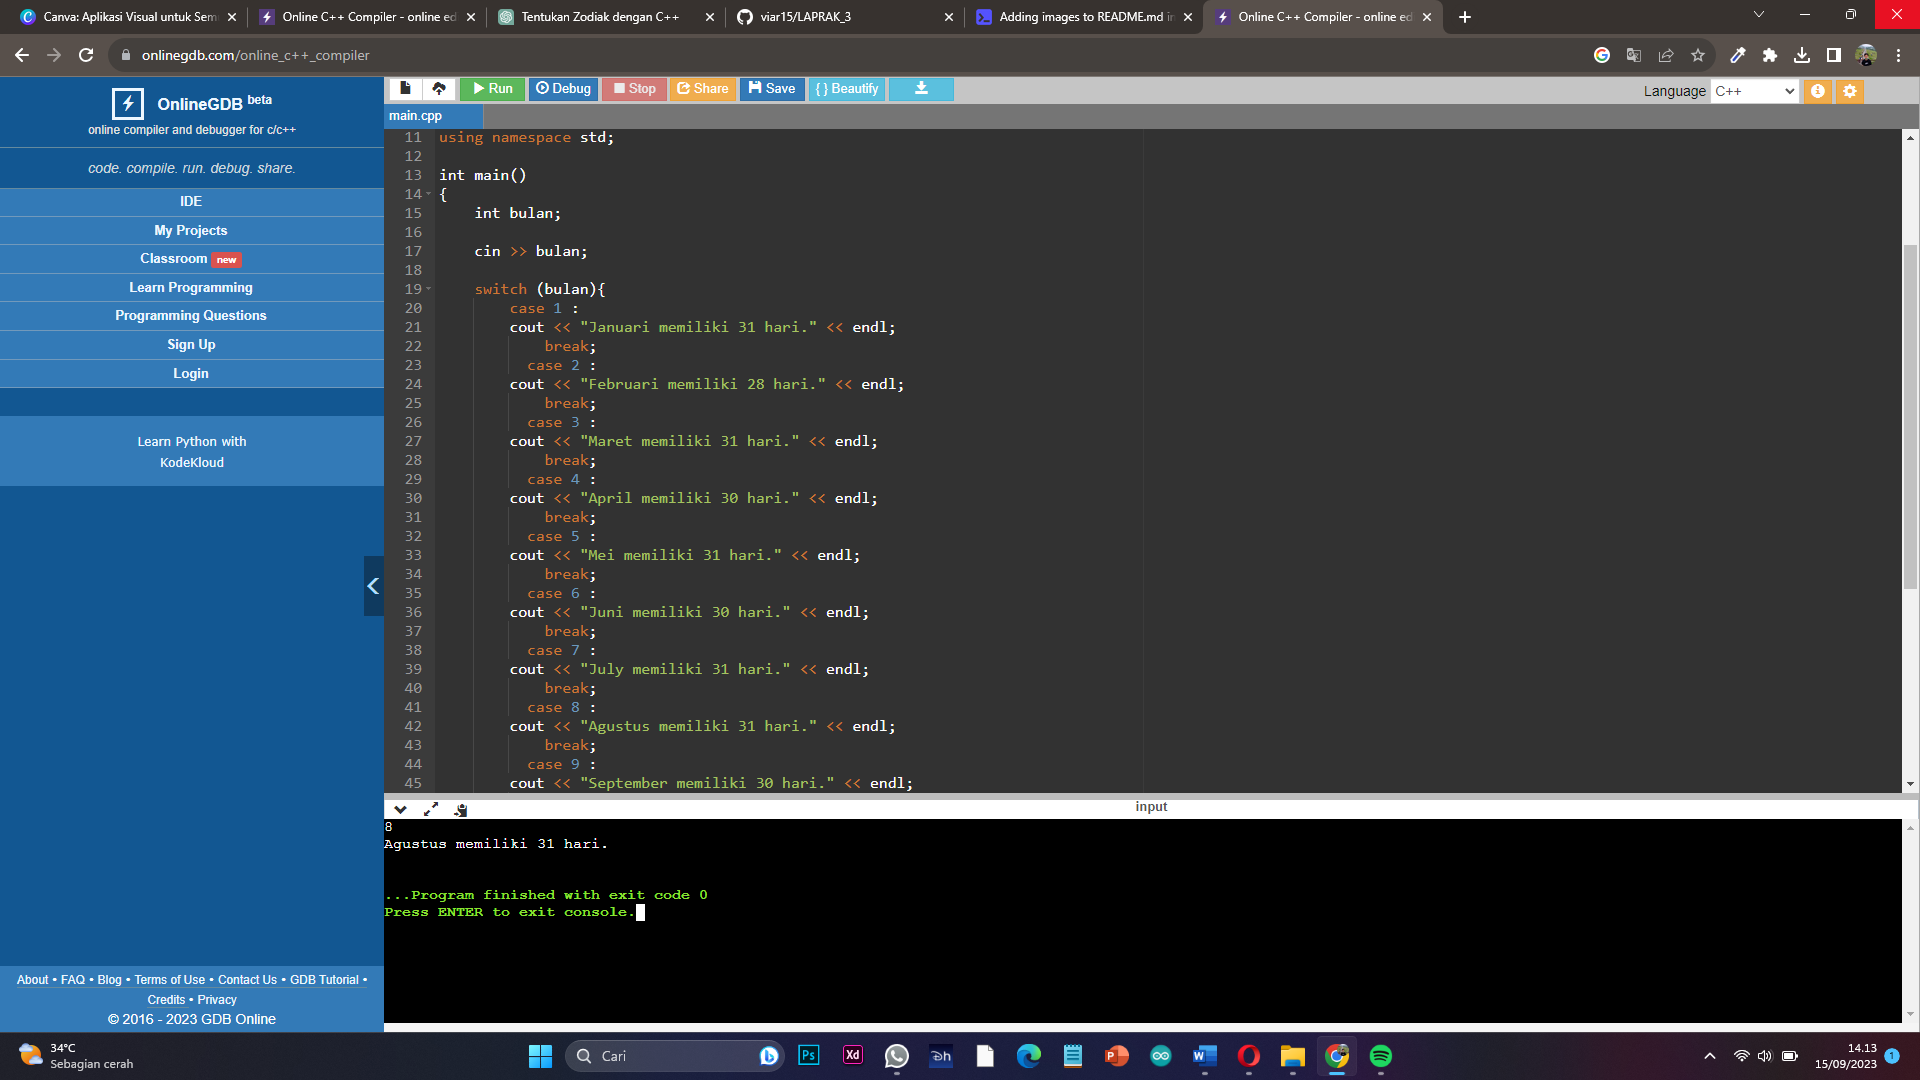 Canva: Aplikasi Visual untuk Sem
Online C++ Compiler - online ed
Tentukan Zodiak dengan C++
viar15/LAPRAK_3
Adding images to README.md in
Online C++ Compiler - online ed
onlinegdb.com/online_c++_compiler
OnlineGDB beta
online compiler and debugger for c/c++
code. compile. run. debug. share.
IDE
My Projects
Classroom new
Learn Programming
Programming Questions
Sign Up
Login
Learn Python with
KodeKloud
About • FAQ • Blog • Terms of Use • Contact Us • GDB Tutorial •
Credits • Privacy
© 2016 - 2023 GDB Online
Run Debug Stop Share Save { } Beautify
Language C++
main.cpp
11 using namespace std;
12
13 int main()
14 {
15 int bulan;
16
17 cin >> bulan;
18
19 switch (bulan){
20 case 1 :
21 cout << "Januari memiliki 31 hari." << endl;
22 break;
23 case 2 :
24 cout << "Februari memiliki 28 hari." << endl;
25 break;
26 case 3 :
27 cout << "Maret memiliki 31 hari." << endl;
28 break;
29 case 4 :
30 cout << "April memiliki 30 hari." << endl;
31 break;
32 case 5 :
33 cout << "Mei memiliki 31 hari." << endl;
34 break;
35 case 6 :
36 cout << "Juni memiliki 30 hari." << endl;
37 break;
38 case 7 :
39 cout << "July memiliki 31 hari." << endl;
40 break;
41 case 8 :
42 cout << "Agustus memiliki 31 hari." << endl;
43 break;
44 case 9 :
45 cout << "September memiliki 30 hari." << endl;
input
8
Agustus memiliki 31 hari.
...Program finished with exit code 0
Press ENTER to exit console.
34°C
Sebagian cerah
Cari
Ps
Xd
14.13
15/09/2023
1